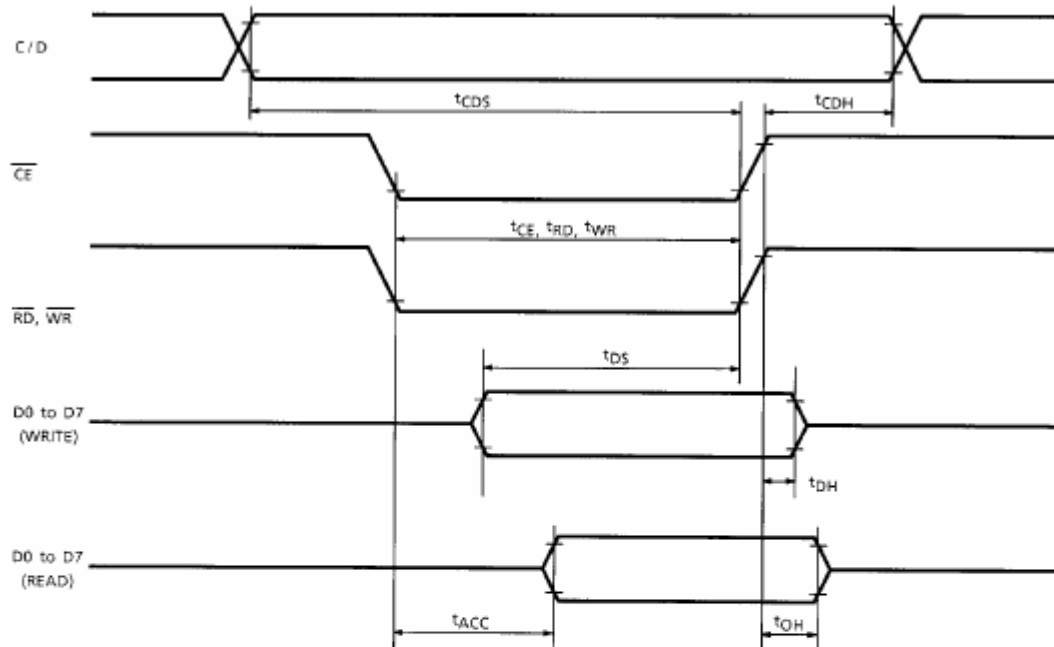 C/D
tCDS
tCDH
CE
tCE, tRD, tWR
RD, WR
tDS
D0 to D7
(WRITE)
tDH
D0 to D7
(READ)
tACC
tOH